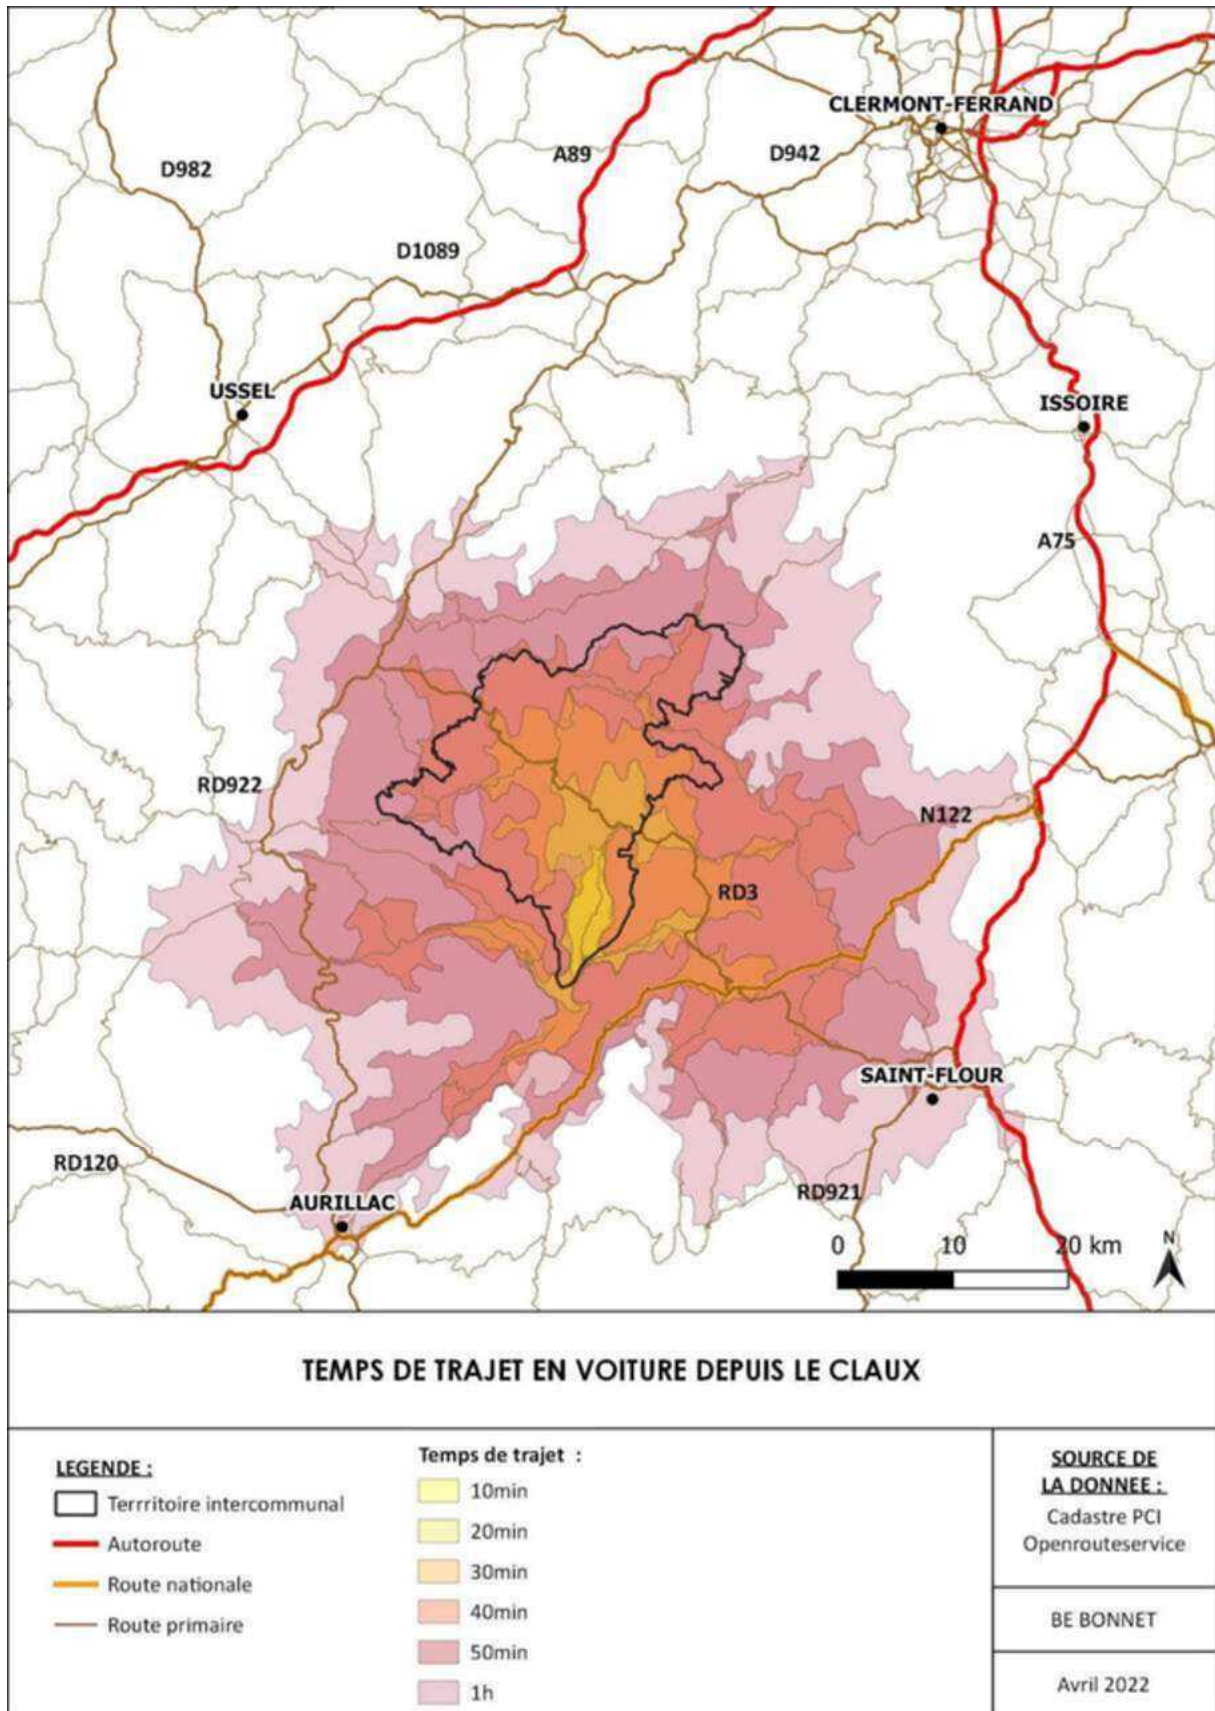 CLERMONT-FERRAND
D982
A89
D942
D1089
USSEL
ISSOIRE
A75
RD922
N122
RD3
SAINT-FLOUR
RD120
AURILLAC
RD921
0 10 20 km
N
TEMPS DE TRAJET EN VOITURE DEPUIS LE CLAUX
LEGENDE :
Terrritoire intercommunal
Autoroute
Route nationale
Route primaire
Temps de trajet :
10min
20min
30min
40min
50min
1h
SOURCE DE
LA DONNEE :
Cadastre PCI
Openrouteservice
BE BONNET
Avril 2022